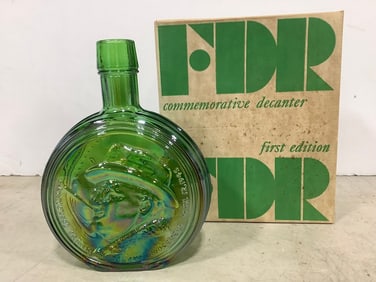 FDR
commemorative decanter
first edition
FDR